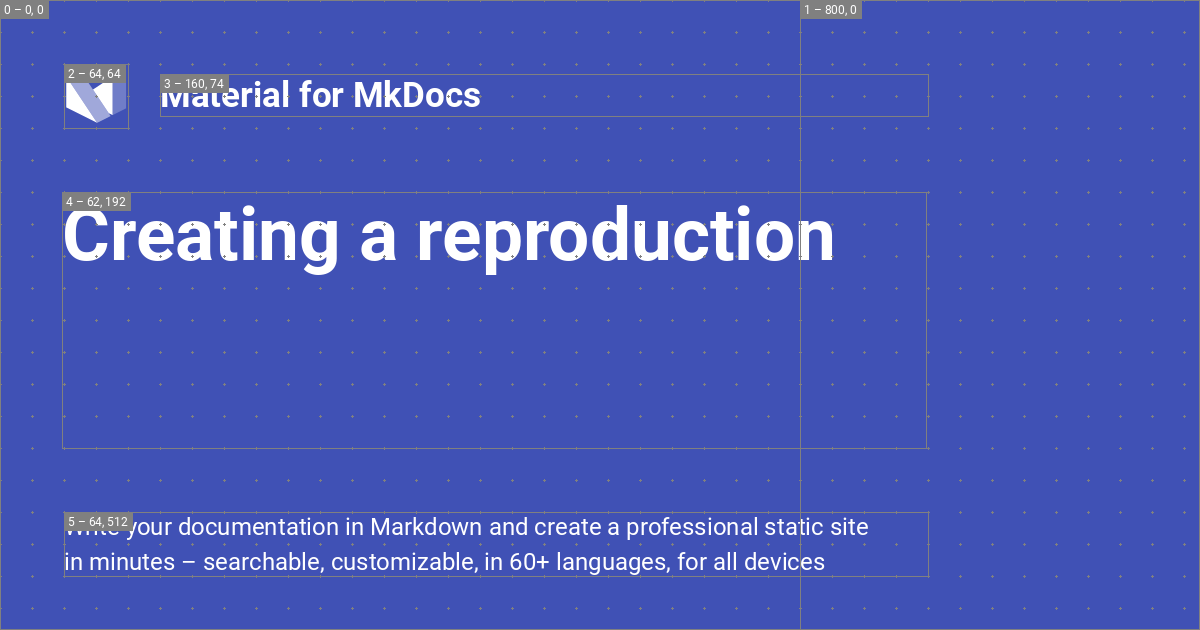 0 – 0, 0
1 – 800, 0
2 – 64, 64
3 – 160, 74
Material for MkDocs
4 – 62, 192
Creating a reproduction
5 – 64, 512
Write your documentation in Markdown and create a professional static site
in minutes – searchable, customizable, in 60+ languages, for all devices